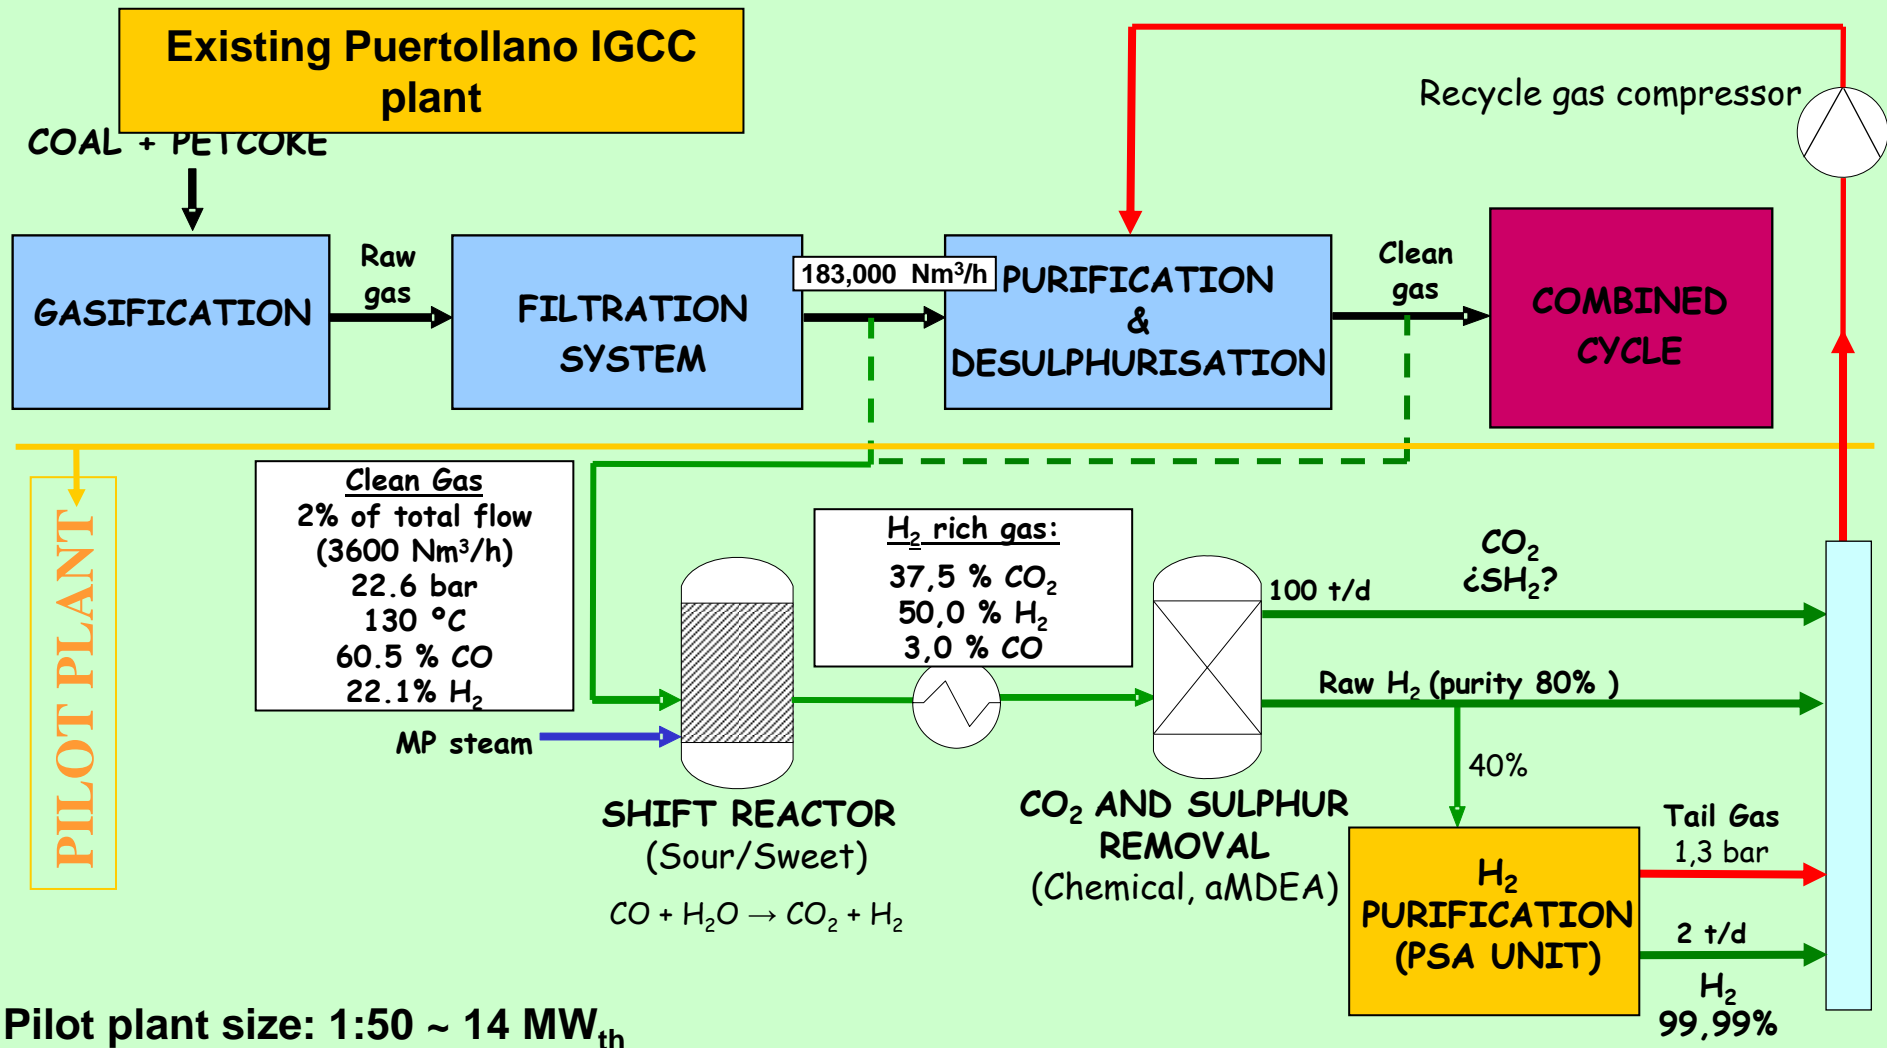 Existing Puertollano IGCC
plant
COAL + PETCOKE
Recycle gas compressor
GASIFICATION
Raw
gas
FILTRATION
SYSTEM
183,000 Nm³/h
PURIFICATION
&
DESULPHURISATION
Clean
gas
COMBINED
CYCLE
PILOT PLANT
Clean Gas
2% of total flow
(3600 Nm³/h)
22.6 bar
130 ºC
60.5 % CO
22.1% H₂
MP steam
SHIFT REACTOR
(Sour/Sweet)
CO + H₂O → CO₂ + H₂
H₂ rich gas:
37,5 % CO₂
50,0 % H₂
3,0 % CO
CO₂ AND SULPHUR
REMOVAL
(Chemical, aMDEA)
100 t/d
CO₂
¿SH₂?
Raw H₂ (purity 80% )
40%
H₂
PURIFICATION
(PSA UNIT)
Tail Gas
1,3 bar
2 t/d
H₂
99,99%
Pilot plant size: 1:50 ~ 14 MWₜₕ